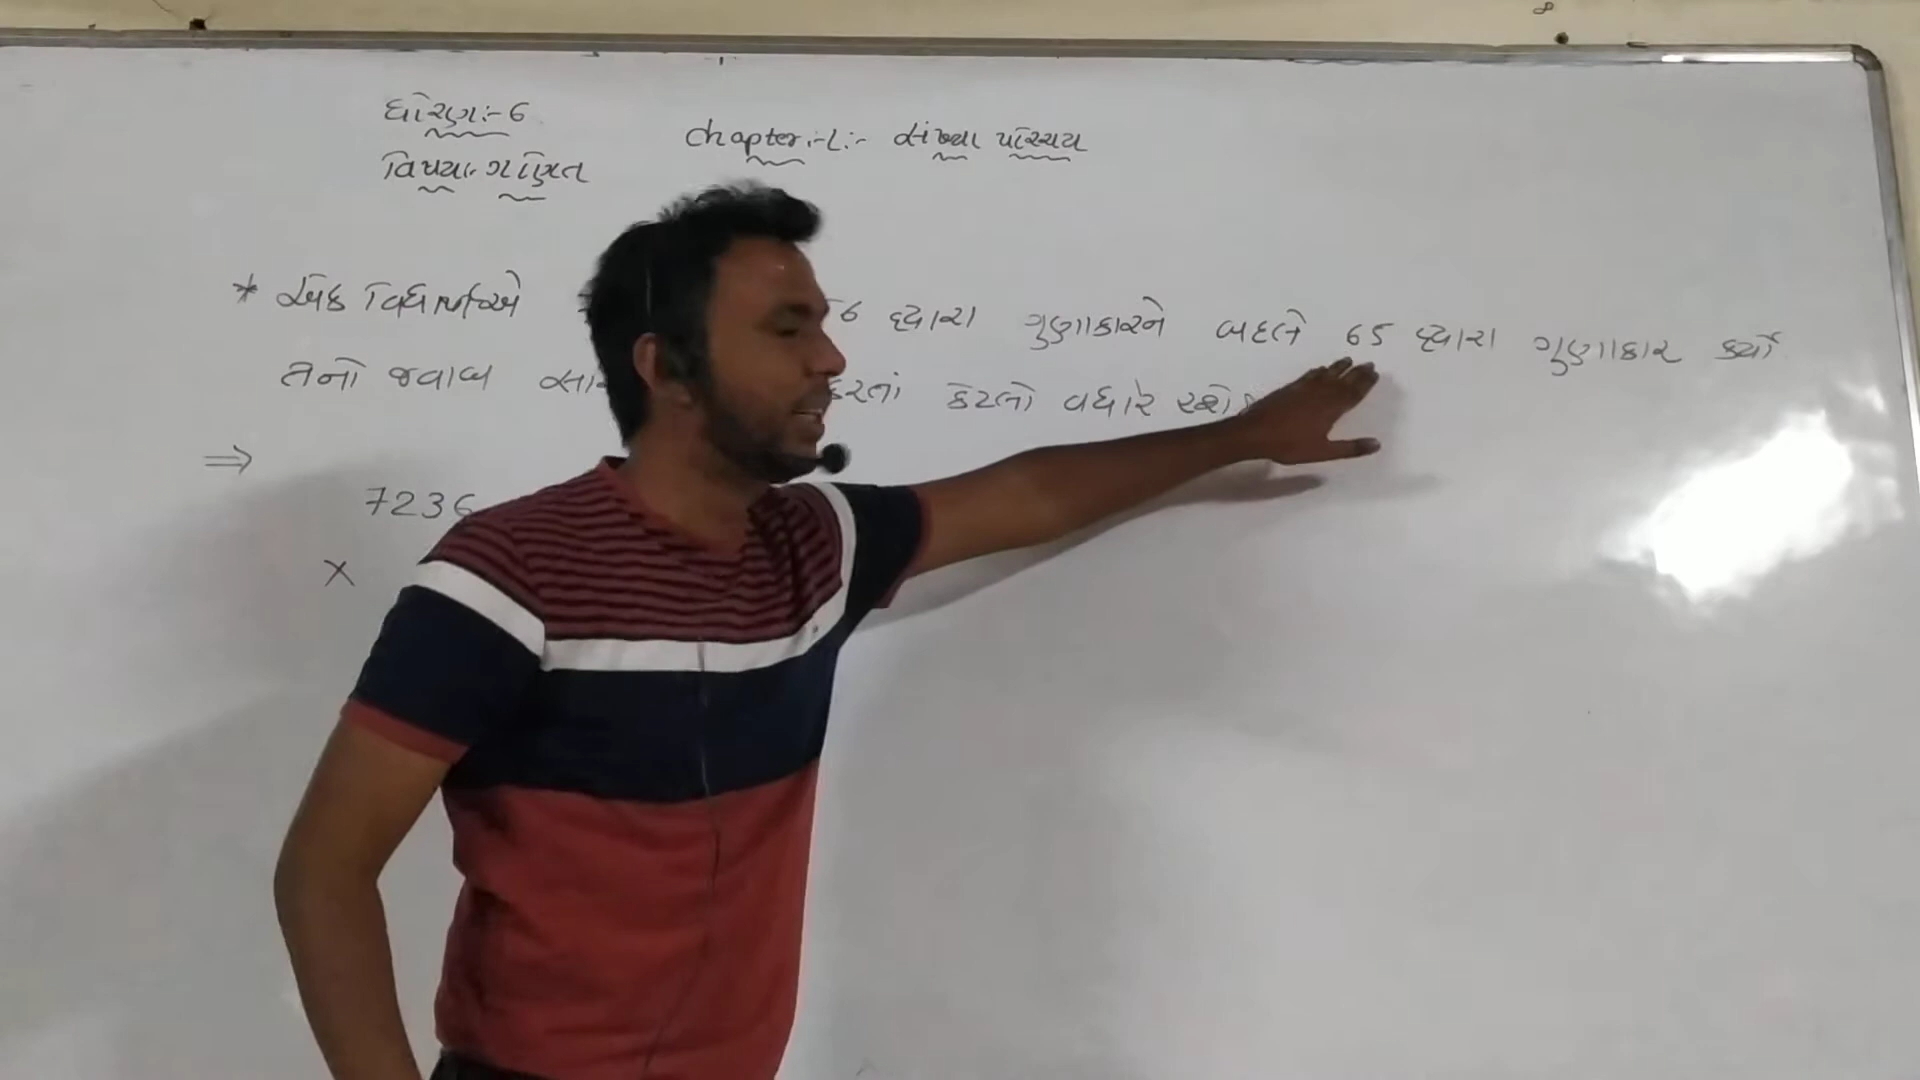 ધોરણ:- 6
વિષય:- ગણિત
Chapter:-1:- સંખ્યા પરિચય
* એક વિદ્યાર્થીએ 6 દ્વારા ગુણાકારને બદલે 65 દ્વારા ગુણાકાર કર્યો
તેનો જવાબ કરતાં કેટલો વધારે
⇒
7236
×